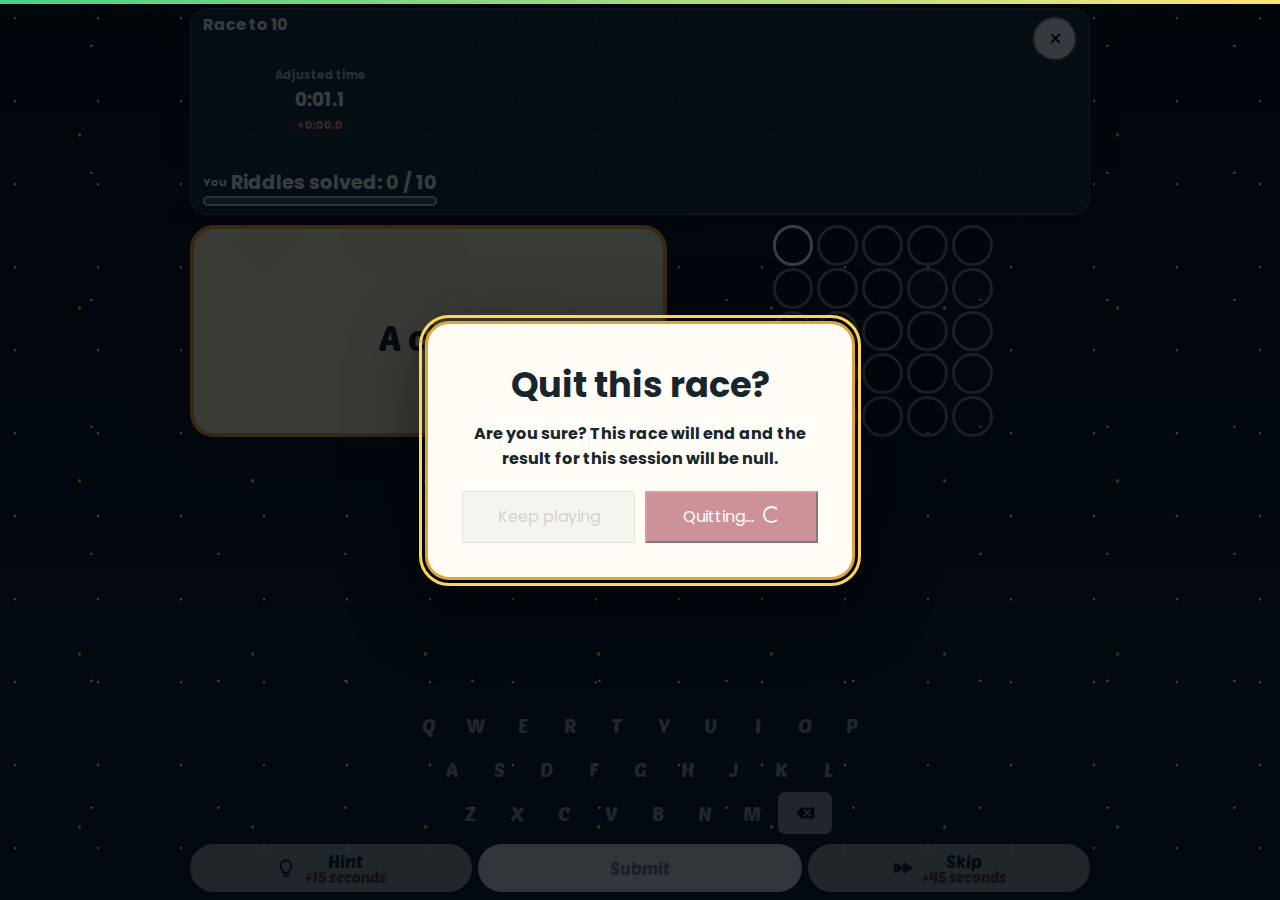 Race to 10
Adjusted time
0:01.1
+0:00.0
You Riddles solved: 0 / 10
A
Quit this race?
Are you sure? This race will end and the
result for this session will be null.
Keep playing
Quitting...
Q W E R T Y U I O P
A S D F G H J K L
Z X C V B N M
Hint
+15 seconds
Submit
Skip
+45 seconds